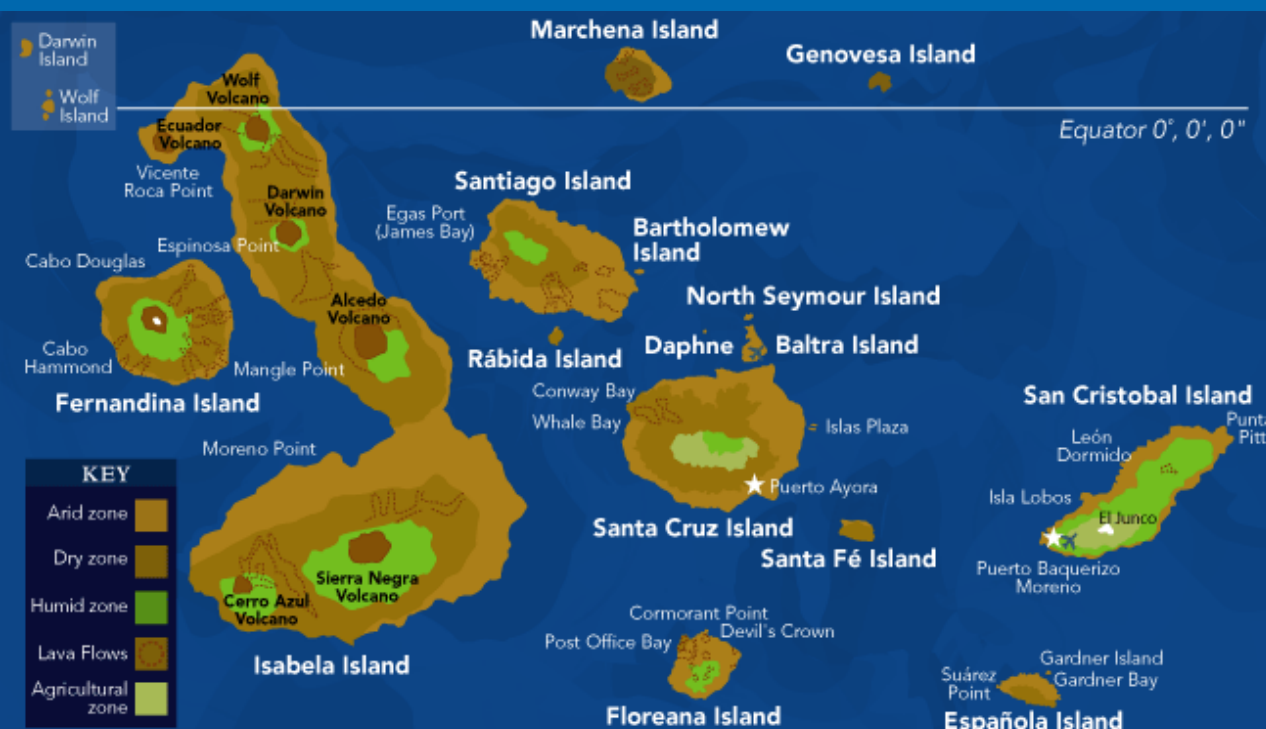 Darwin
Island
Wolf
Island
Marchena Island
Genovesa Island
Equator 0°, 0', 0"
Wolf
Volcano
Ecuador
Volcano
Vicente
Roca Point
Darwin
Volcano
Espinosa Point
Cabo Douglas
Alcedo
Volcano
Cabo
Hammond
Mangle Point
Fernandina Island
Santiago Island
Egas Port
(James Bay)
Bartholomew
Island
North Seymour Island
Rábida Island
Daphne
Baltra Island
Conway Bay
Whale Bay
Islas Plaza
Puerto Ayora
Santa Cruz Island
Santa Fé Island
San Cristobal Island
Punta
Pitt
León
Dormido
Isla Lobos
El Junco
Puerto Baquerizo
Moreno
Moreno Point
Sierra Negra
Volcano
Cerro Azul
Volcano
Isabela Island
Cormorant Point
Devil's Crown
Post Office Bay
Floreana Island
Gardner Island
Gardner Bay
Suárez
Point
Española Island
KEY
Arid zone
Dry zone
Humid zone
Lava Flows
Agricultural
zone